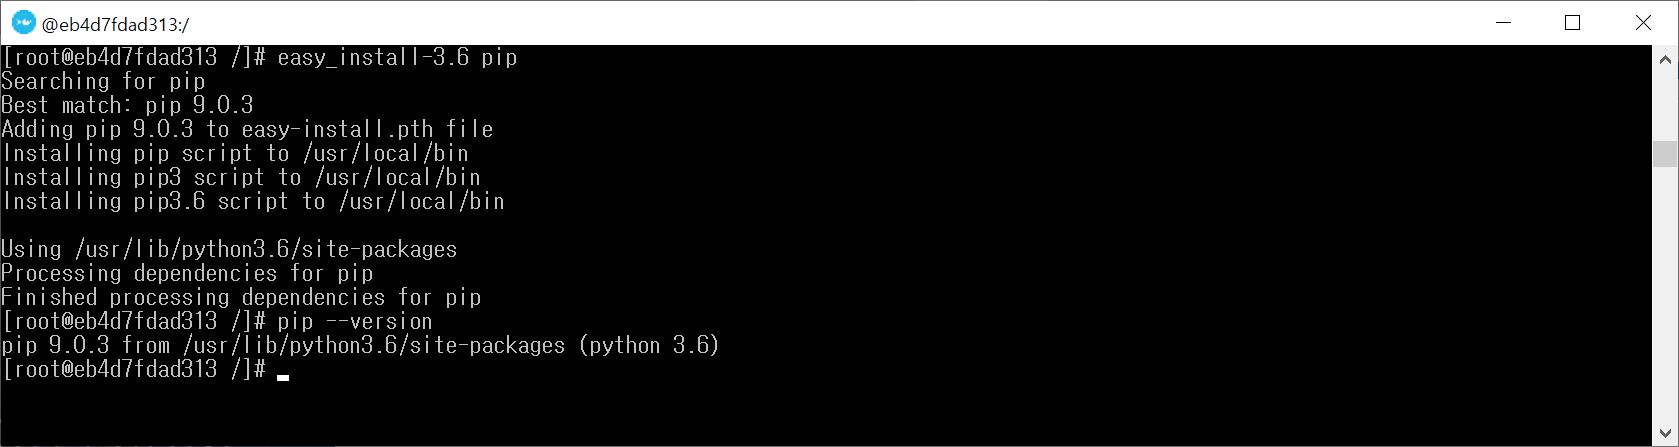 @eb4d7fdad313:/
[root@eb4d7fdad313 /]# easy_install-3.6 pip
Searching for pip
Best match: pip 9.0.3
Adding pip 9.0.3 to easy-install.pth file
Installing pip script to /usr/local/bin
Installing pip3 script to /usr/local/bin
Installing pip3.6 script to /usr/local/bin
Using /usr/lib/python3.6/site-packages
Processing dependencies for pip
Finished processing dependencies for pip
[root@eb4d7fdad313 /]# pip --version
pip 9.0.3 from /usr/lib/python3.6/site-packages (python 3.6)
[root@eb4d7fdad313 /]#